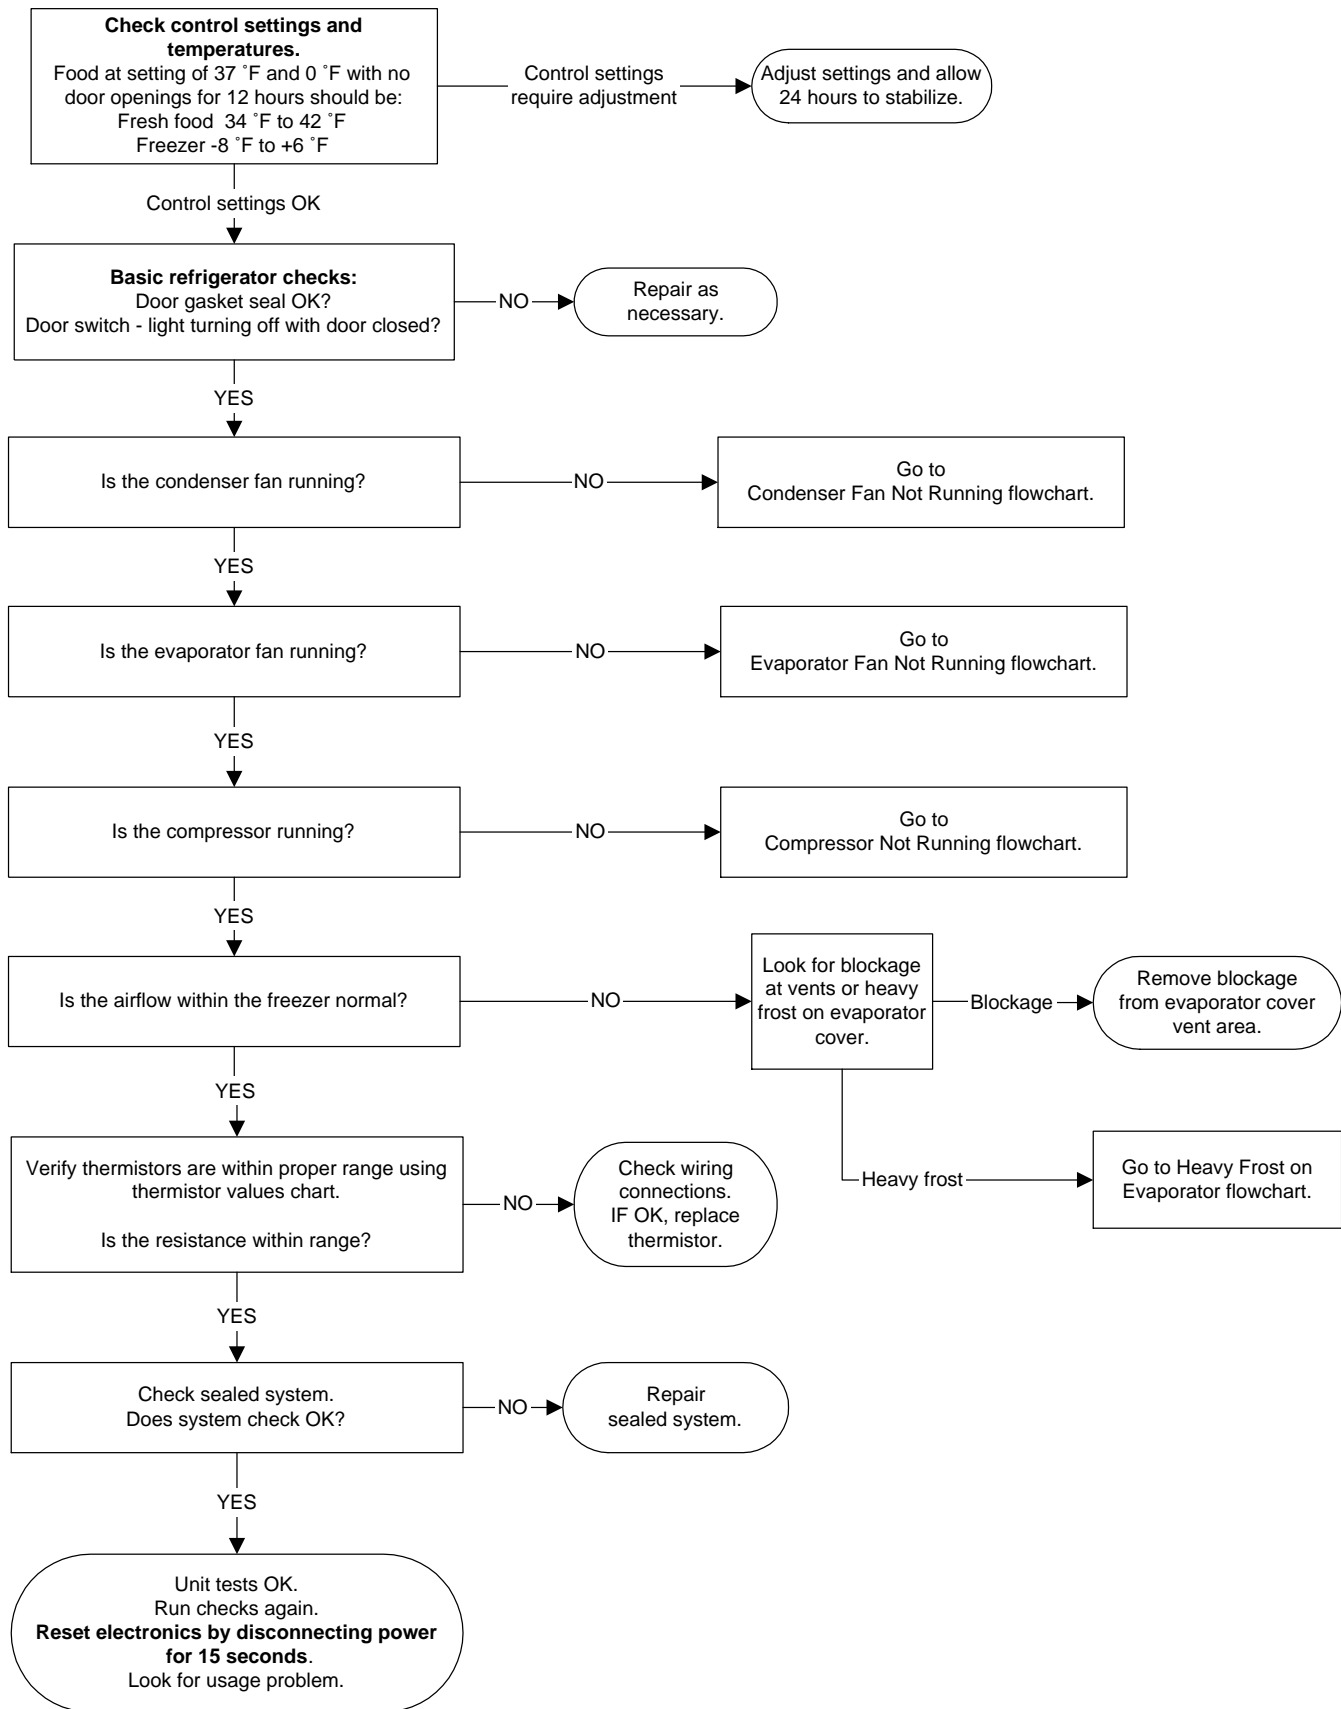 Check control settings and
temperatures.
Food at setting of 37 ˚F and 0 ˚F with no
door openings for 12 hours should be:
Fresh food  34 ˚F to 42 ˚F
Freezer -8 ˚F to +6 ˚F
Control settings
require adjustment
Adjust settings and allow
24 hours to stabilize.
Control settings OK
Basic refrigerator checks:
Door gasket seal OK?
Door switch - light turning off with door closed?
NO
Repair as
necessary.
YES
Is the condenser fan running?
NO
Go to
Condenser Fan Not Running flowchart.
YES
Is the evaporator fan running?
NO
Go to
Evaporator Fan Not Running flowchart.
YES
Is the compressor running?
NO
Go to
Compressor Not Running flowchart.
YES
Is the airflow within the freezer normal?
NO
Look for blockage
at vents or heavy
frost on evaporator
cover.
Blockage
Remove blockage
from evaporator cover
vent area.
Heavy frost
Go to Heavy Frost on
Evaporator flowchart.
YES
Verify thermistors are within proper range using
thermistor values chart.
Is the resistance within range?
NO
Check wiring
connections.
IF OK, replace
thermistor.
YES
Check sealed system.
Does system check OK?
NO
Repair
sealed system.
YES
Unit tests OK.
Run checks again.
Reset electronics by disconnecting power
for 15 seconds.
Look for usage problem.